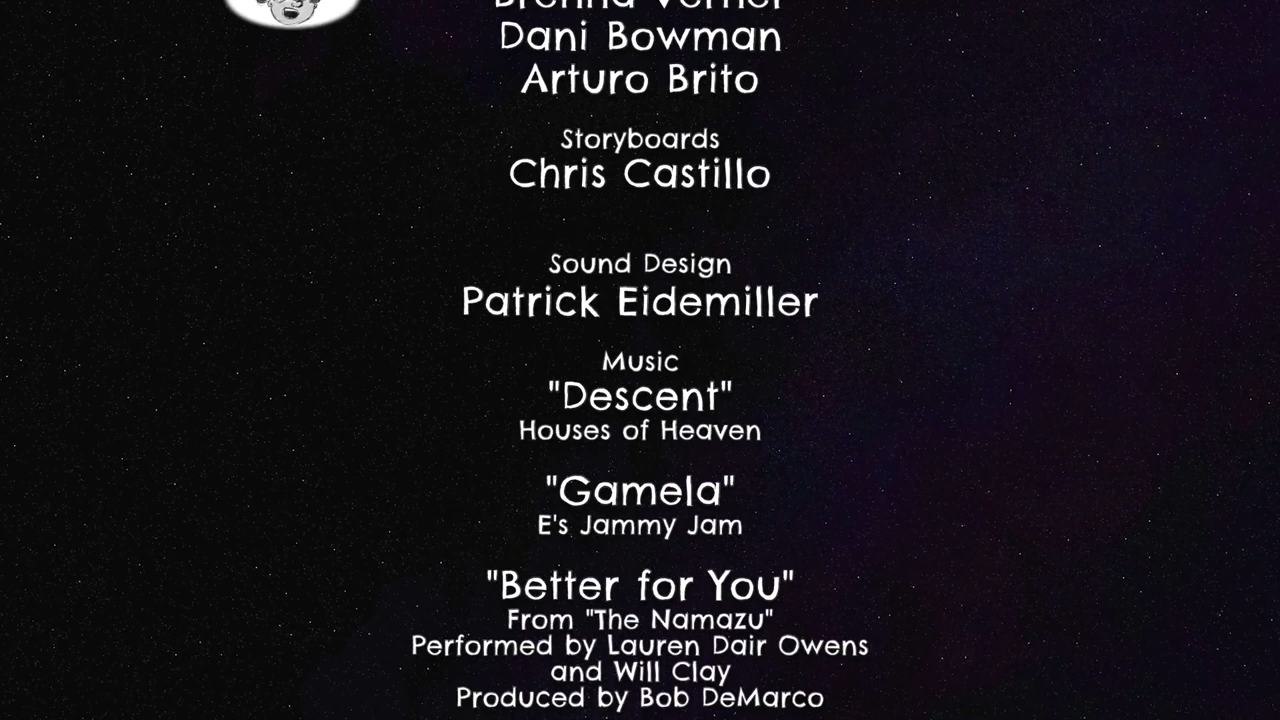 Dani Bowman
Arturo Brito
Storyboards
Chris Castillo
Sound Design
Patrick Eidemiller
Music
"Descent"
Houses of Heaven
"Gamela"
E's Jammy Jam
"Better for You"
From "The Namazu"
Performed by Lauren Dair Owens
and Will Clay
Produced by Bob DeMarco